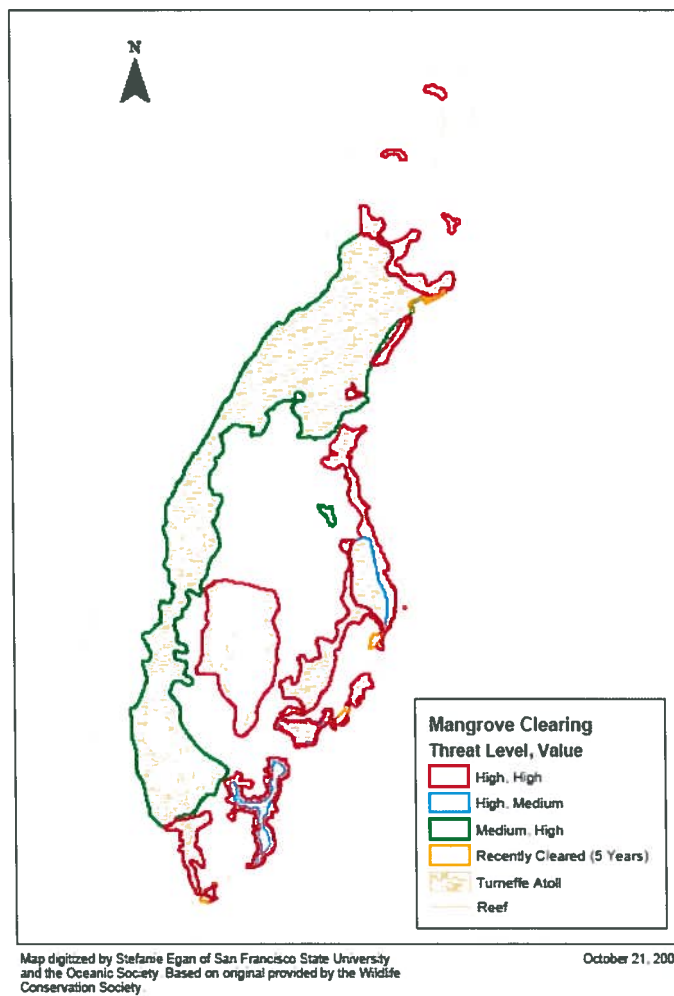 N
Mangrove Clearing
Threat Level, Value
High, High
High, Medium
Medium, High
Recently Cleared (5 Years)
Turneffe Atoll
Reef
Map digitized by Stefanie Egan of San Francisco State University
and the Oceanic Society. Based on original provided by the Wildlife
Conservation Society.
October 21, 200